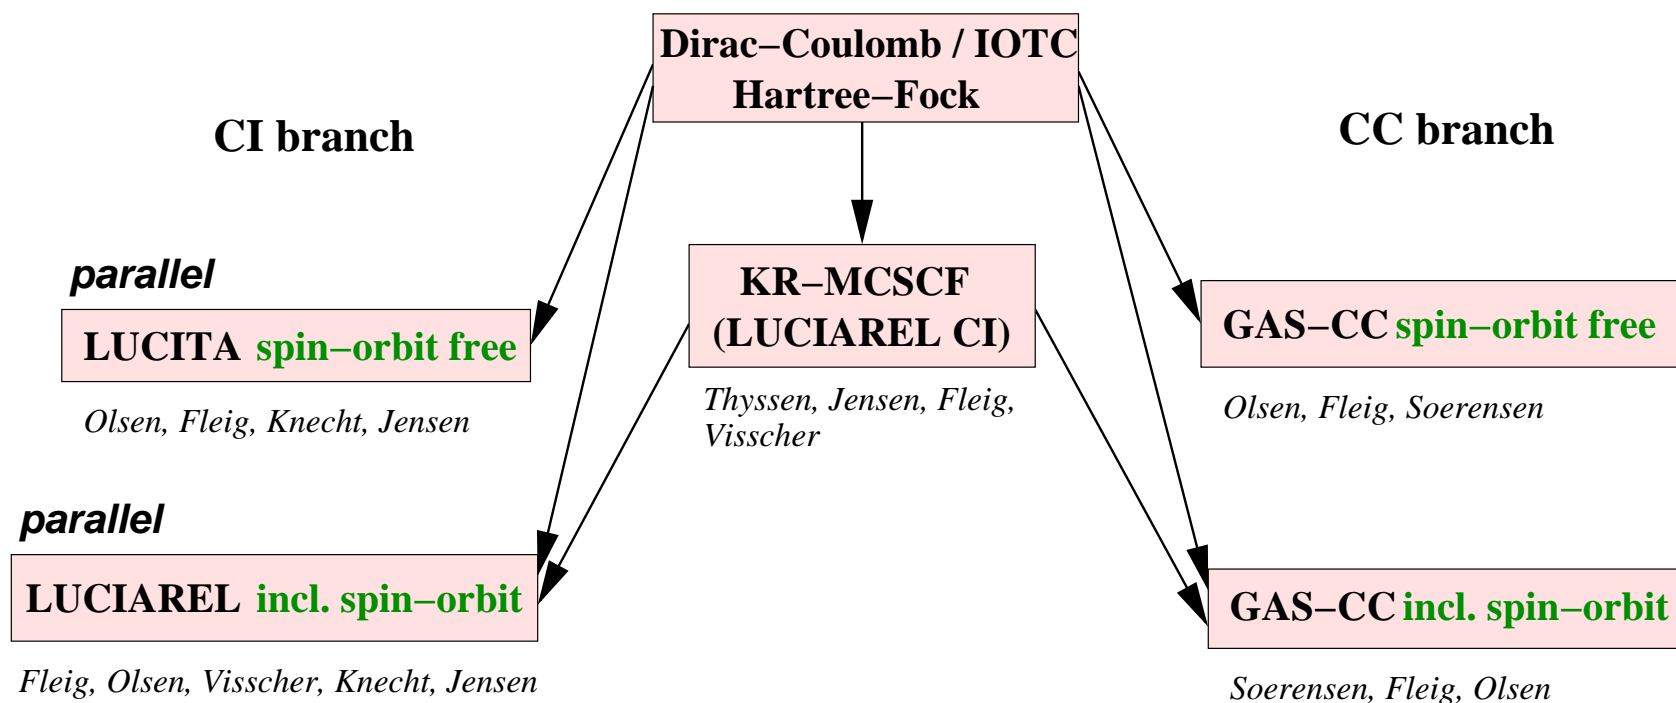 Dirac−Coulomb / IOTC
Hartree−Fock
CI branch
CC branch
parallel
LUCITA spin−orbit free
Olsen, Fleig, Knecht, Jensen
KR−MCSCF
(LUCIAREL CI)
Thyssen, Jensen, Fleig,
Visscher
GAS−CC spin−orbit free
Olsen, Fleig, Soerensen
parallel
LUCIAREL incl. spin−orbit
Fleig, Olsen, Visscher, Knecht, Jensen
GAS−CC incl. spin−orbit
Soerensen, Fleig, Olsen